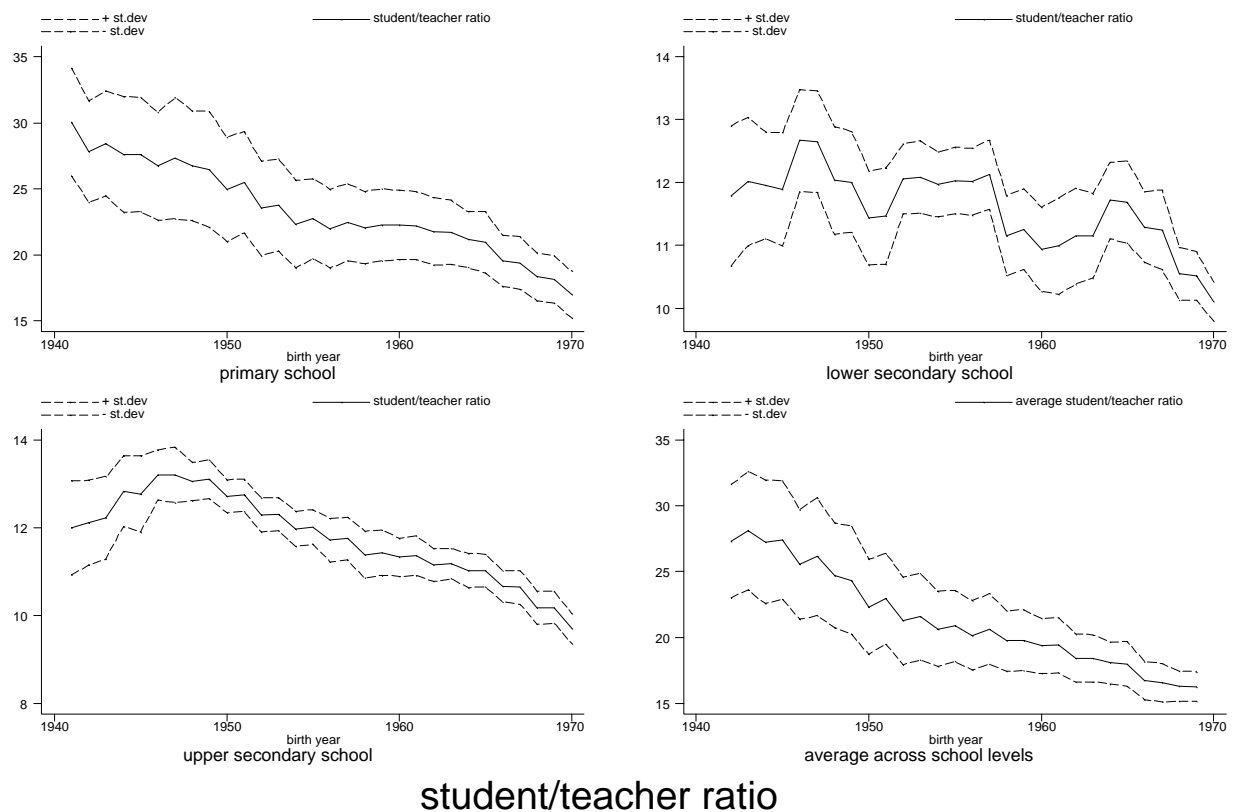 + st.dev student/teacher ratio
- st.dev
35
30
25
20
15
1940 1950 1960 1970
birth year
primary school
+ st.dev student/teacher ratio
- st.dev
14
13
12
11
10
1940 1950 1960 1970
birth year
lower secondary school
+ st.dev student/teacher ratio
- st.dev
14
12
10
8
1940 1950 1960 1970
birth year
upper secondary school
+ st.dev average student/teacher ratio
- st.dev
35
30
25
20
15
1940 1950 1960 1970
birth year
average across school levels
student/teacher ratio